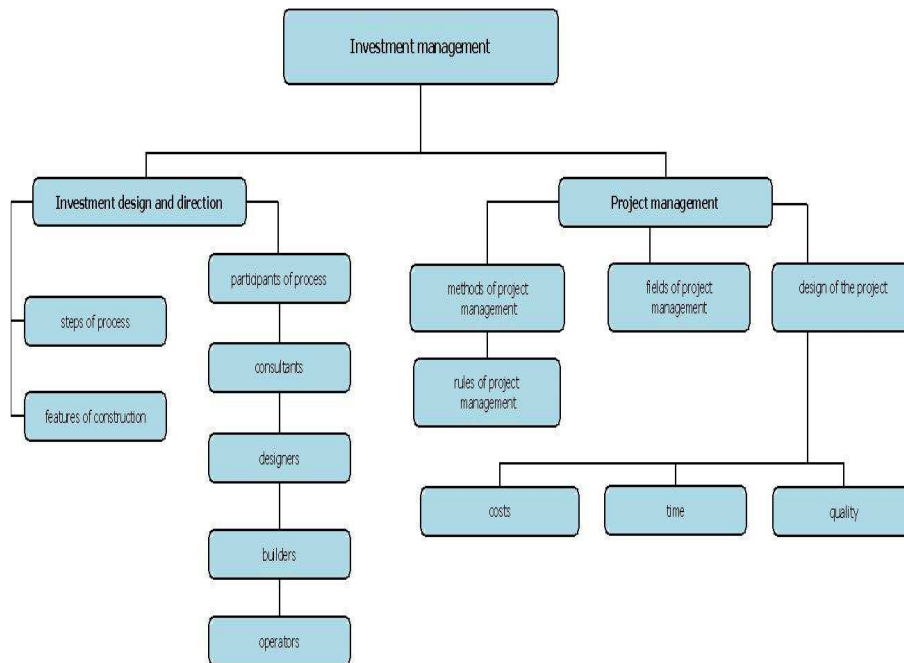 Investment management
Investment design and direction
Project management
participants of process
methods of project
management
fields of project
management
design of the project
steps of process
consultants
rules of project
management
features of construction
designers
costs
time
quality
builders
operators